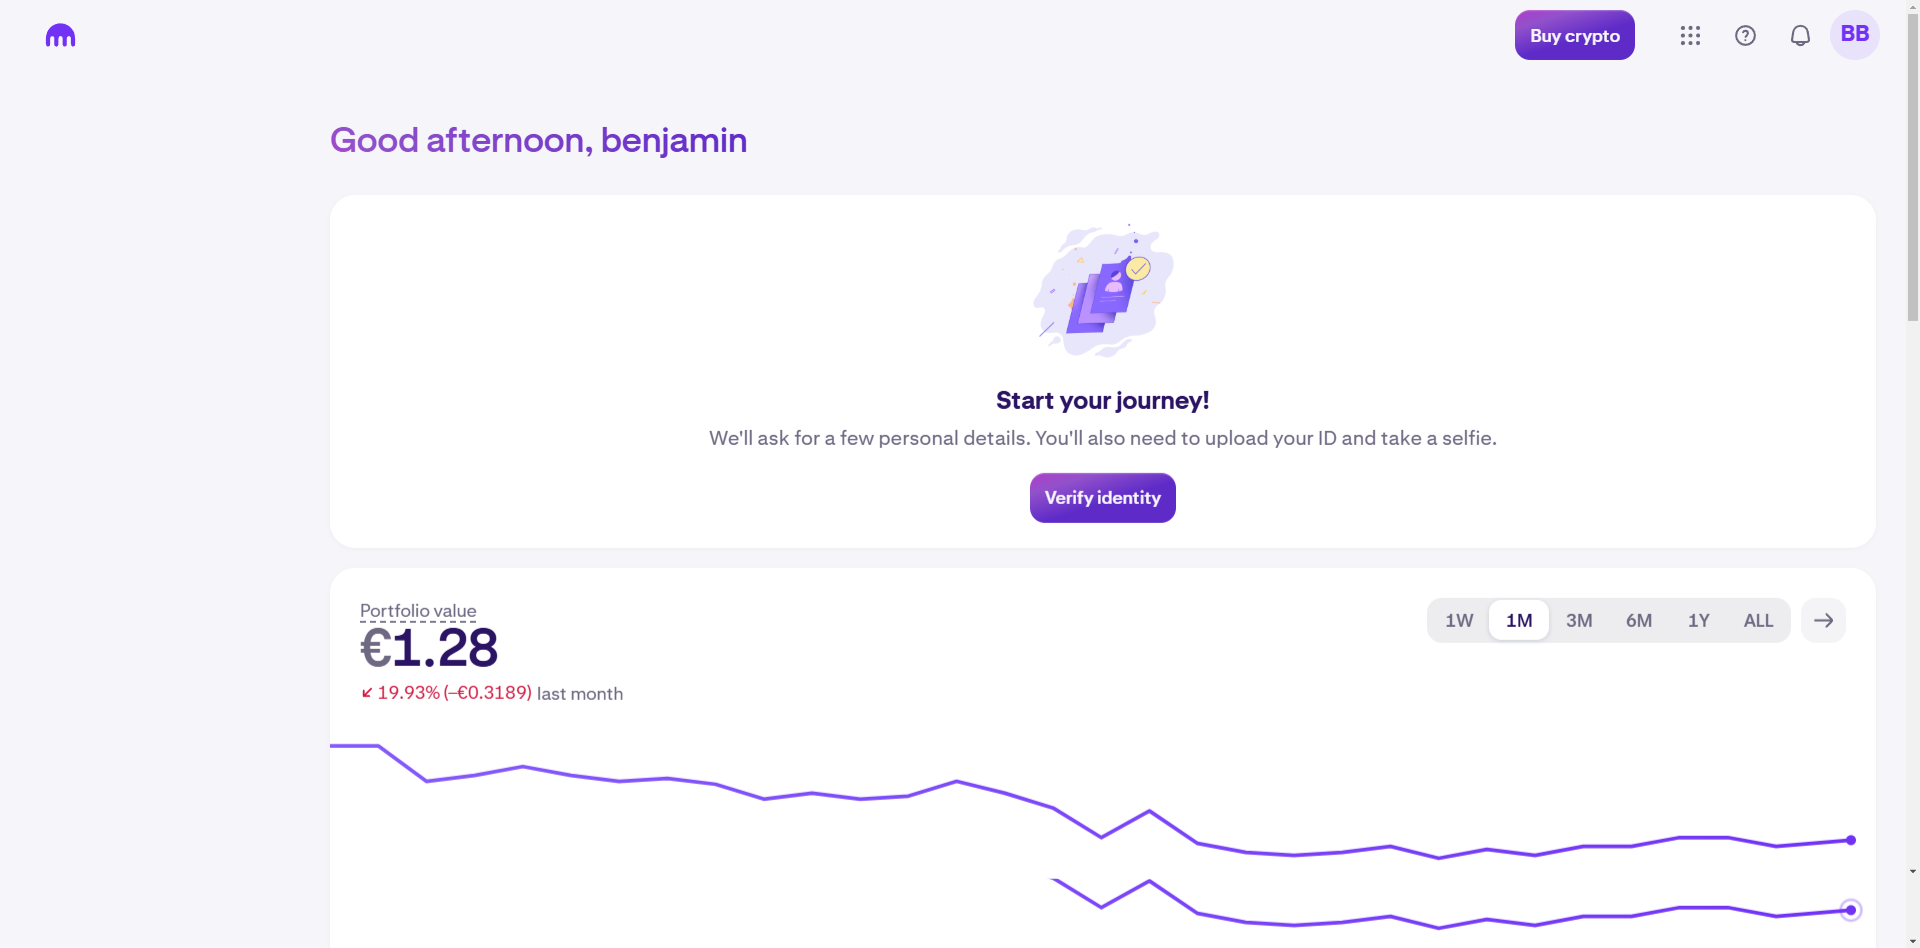 Buy crypto
BB
Good afternoon, benjamin
Start your journey!
We'll ask for a few personal details. You'll also need to upload your ID and take a selfie.
Verify identity
Portfolio value
€1.28
19.93% (–€0.3189) last month
1W 1M 3M 6M 1Y ALL